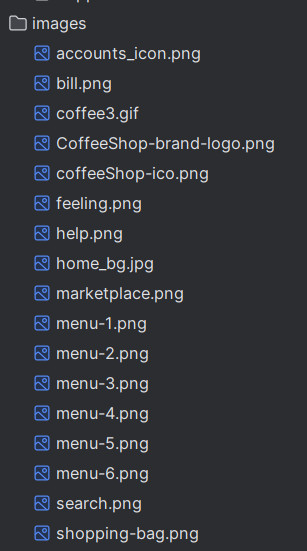 images
accounts_icon.png
bill.png
coffee3.gif
CoffeeShop-brand-logo.png
coffeeShop-ico.png
feeling.png
help.png
home_bg.jpg
marketplace.png
menu-1.png
menu-2.png
menu-3.png
menu-4.png
menu-5.png
menu-6.png
search.png
shopping-bag.png